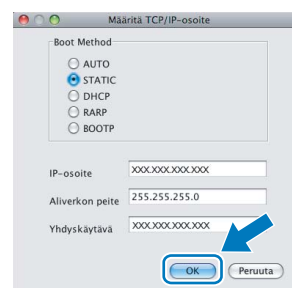 Määritä TCP/IP-osoite
Boot Method
AUTO
STATIC
DHCP
RARP
BOOTP
IP-osoite XXX.XXX.XXX.XXX
Aliverkon peite 255.255.255.0
Yhdyskäytävä XXX.XXX.XXX.XXX
OK Peruuta